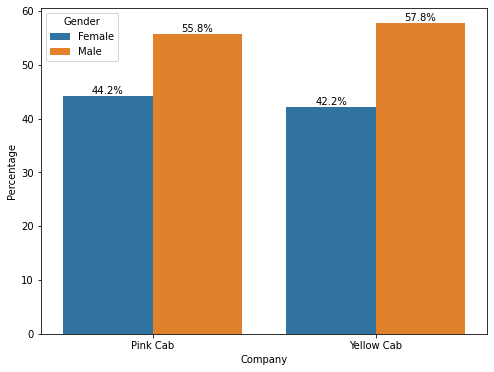 Gender
Female
Male
44.2%
55.8%
42.2%
57.8%
60
50
40
30
20
10
0
Percentage
Pink Cab
Yellow Cab
Company